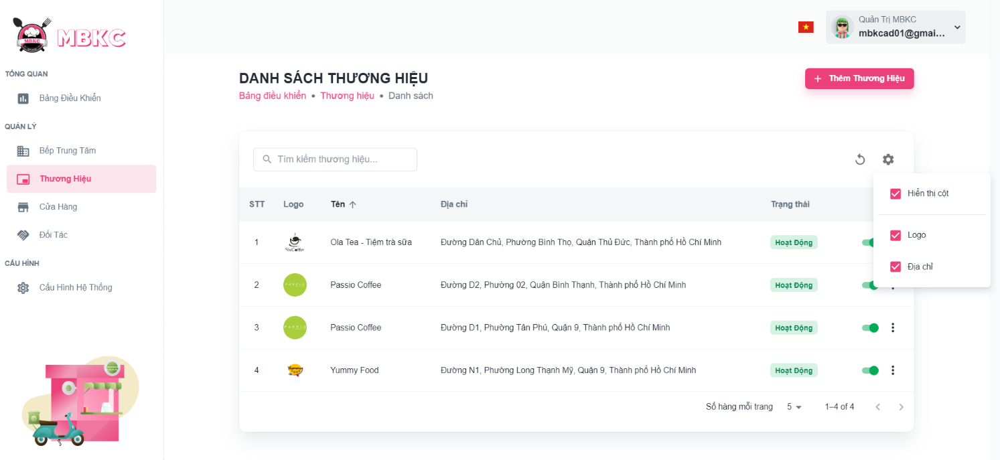 MBKC
MBKC
Quản Trị MBKC
mbkcad01@gmai...
TỔNG QUAN
Bảng Điều Khiển
QUẢN LÝ
Bếp Trung Tâm
Thương Hiệu
Cửa Hàng
Đối Tác
CẤU HÌNH
Cấu Hình Hệ Thống
DANH SÁCH THƯƠNG HIỆU
Bảng điều khiển • Thương hiệu • Danh sách
+ Thêm Thương Hiệu
Tìm kiếm thương hiệu...
STT Logo Tên ↑ Địa chỉ Trạng thái
1 Ola Tea - Tiệm trà sữa Đường Dân Chủ, Phường Bình Thọ, Quận Thủ Đức, Thành phố Hồ Chí Minh Hoạt Động
2 Passio Coffee Đường D2, Phường 02, Quận Bình Thạnh, Thành phố Hồ Chí Minh Hoạt Động
3 Passio Coffee Đường D1, Phường Tân Phú, Quận 9, Thành phố Hồ Chí Minh Hoạt Động
4 Yummy Food Đường N1, Phường Long Thạnh Mỹ, Quận 9, Thành phố Hồ Chí Minh Hoạt Động
Hiển thị cột
Logo
Địa chỉ
Số hàng mỗi trang 5 1–4 of 4